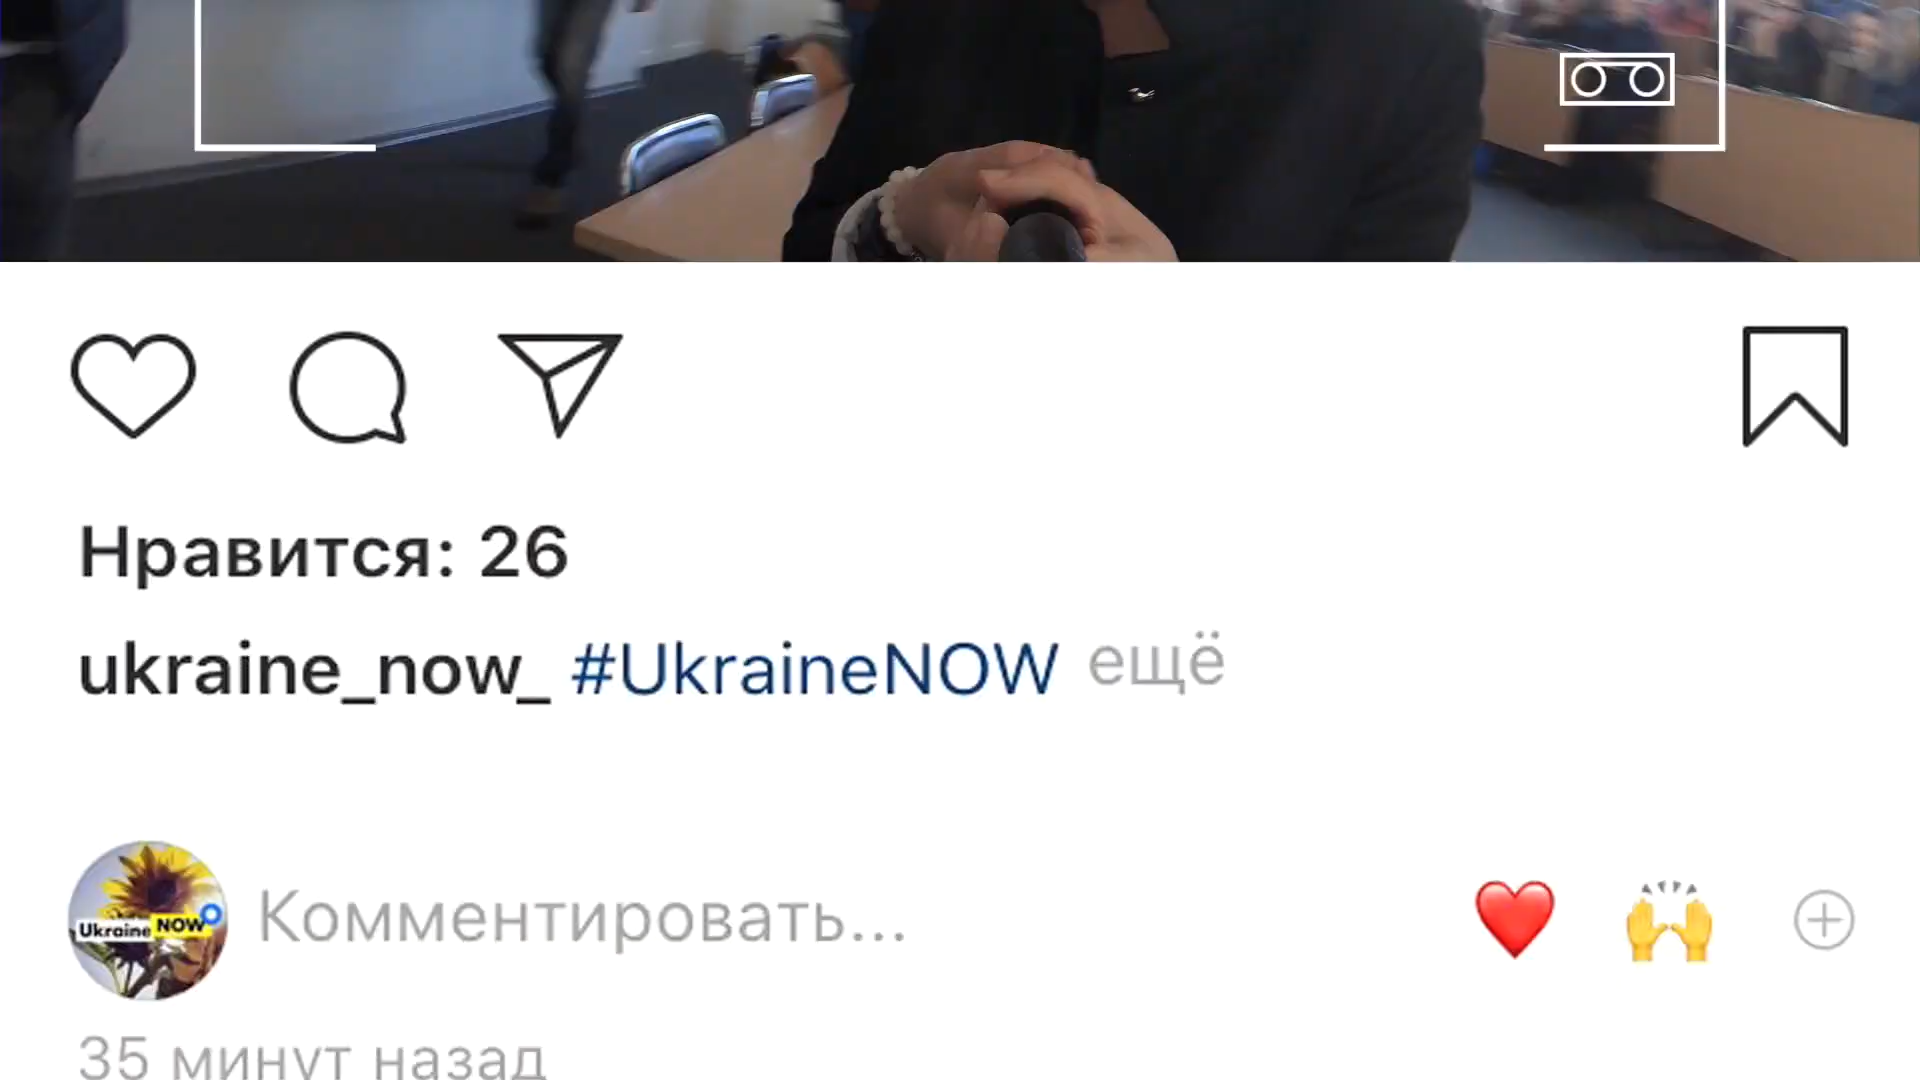 Нравится: 26
ukraine_now_ #UkraineNOW ещё
Ukraine NOW
Комментировать...
35 минут назад